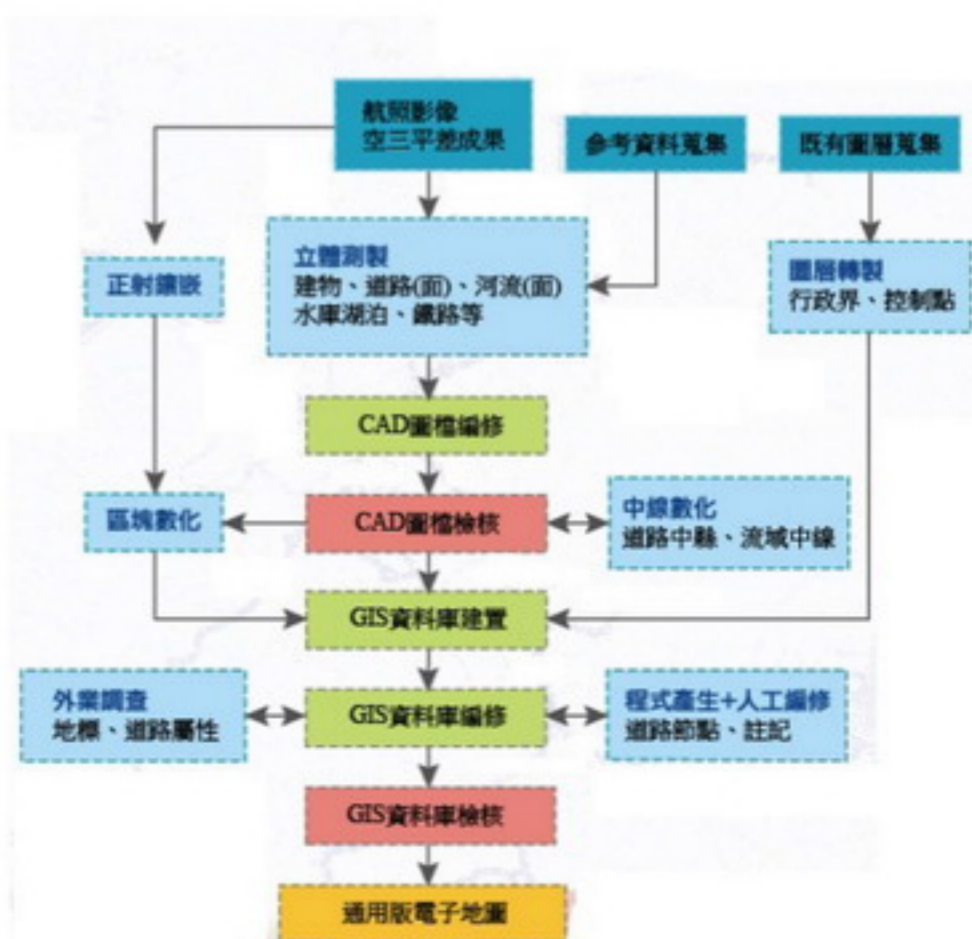 航照影像
空三平差成果
參考資料蒐集
既有圖層蒐集
正射鑲嵌
立體測製
建物、道路(面)、河流(面)
水庫湖泊、鐵路等
圖層轉製
行政界、控制點
CAD圖檔編修
區塊數化
CAD圖檔檢核
中線數化
道路中縣、流域中線
GIS資料庫建置
外業調查
地標、道路屬性
GIS資料庫編修
程式產生+人工編修
道路節點、註記
GIS資料庫檢核
通用版電子地圖